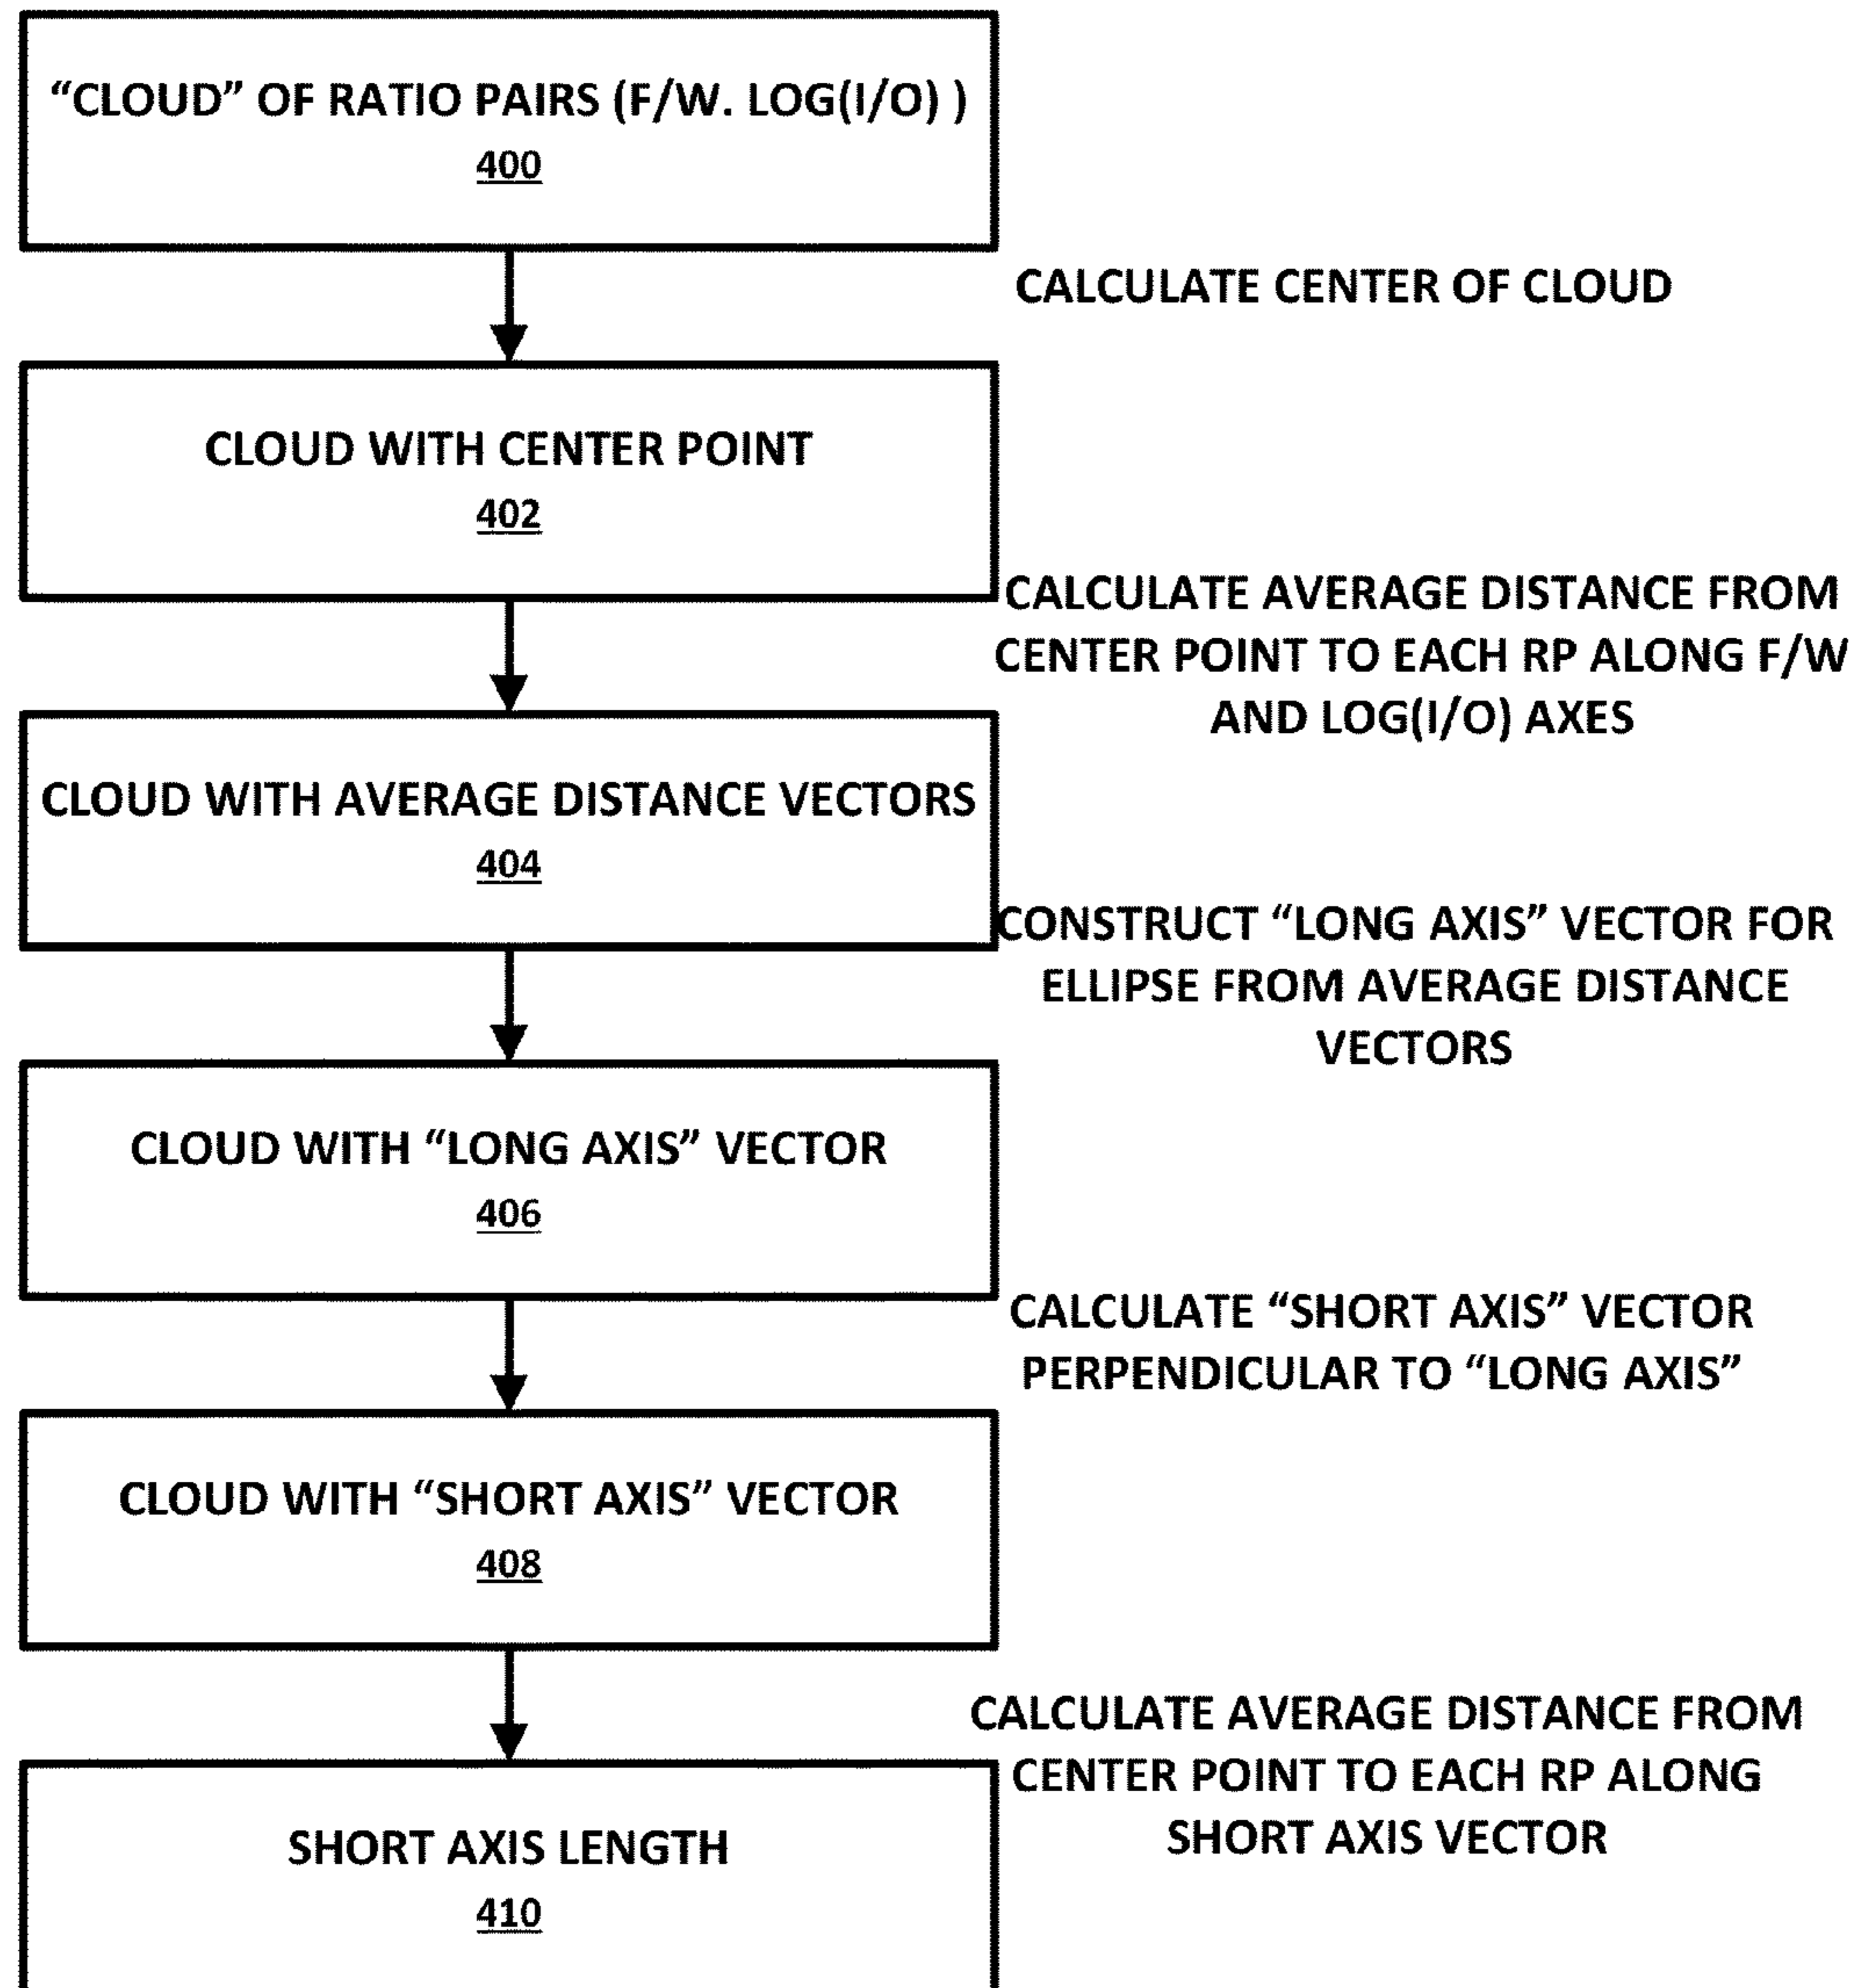 “CLOUD” OF RATIO PAIRS (F/W. LOG(I/O) )
400
CALCULATE CENTER OF CLOUD
CLOUD WITH CENTER POINT
402
CALCULATE AVERAGE DISTANCE FROM
CENTER POINT TO EACH RP ALONG F/W
AND LOG(I/O) AXES
CLOUD WITH AVERAGE DISTANCE VECTORS
404
CONSTRUCT “LONG AXIS” VECTOR FOR
ELLIPSE FROM AVERAGE DISTANCE
VECTORS
CLOUD WITH “LONG AXIS” VECTOR
406
CALCULATE “SHORT AXIS” VECTOR
PERPENDICULAR TO “LONG AXIS”
CLOUD WITH “SHORT AXIS” VECTOR
408
CALCULATE AVERAGE DISTANCE FROM
CENTER POINT TO EACH RP ALONG
SHORT AXIS VECTOR
SHORT AXIS LENGTH
410